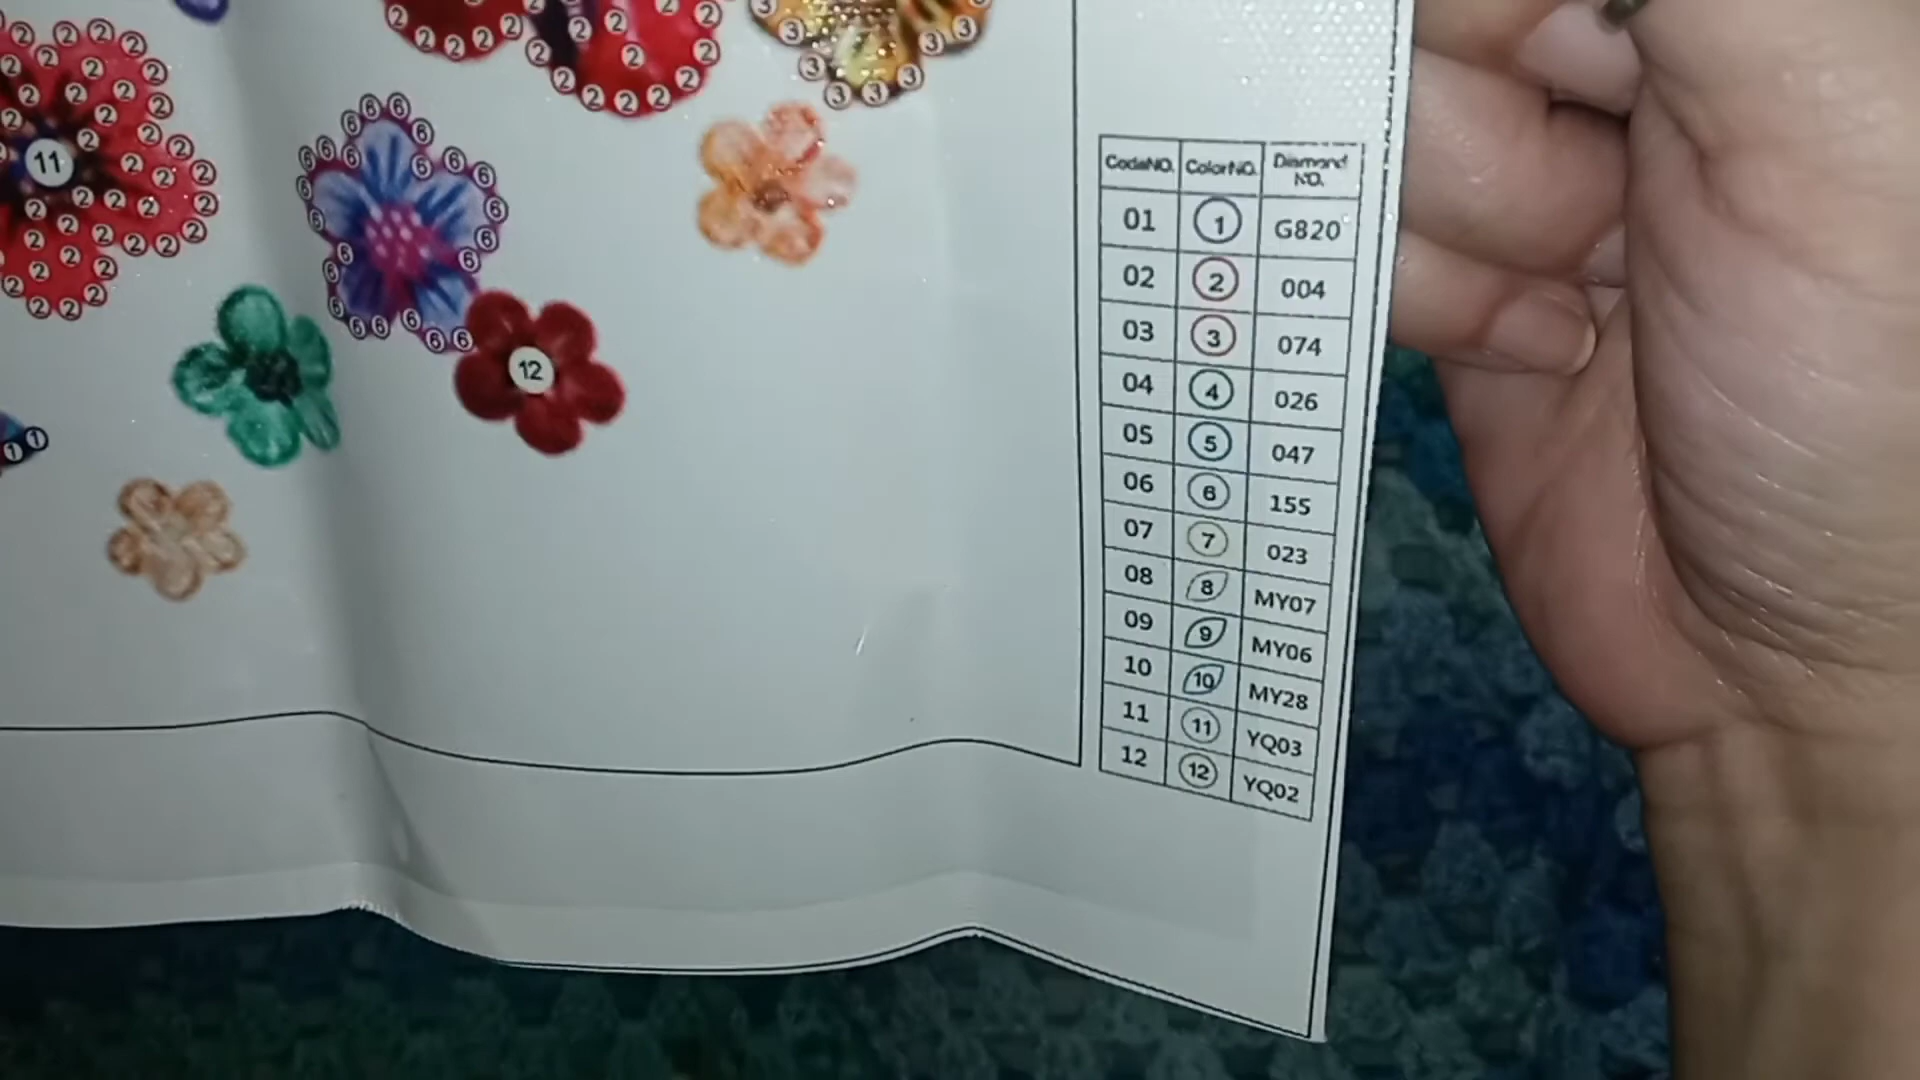 CodeNO. ColorNO. Diamond NO.
01 1 G820
02 2 004
03 3 074
04 4 026
05 5 047
06 6 155
07 7 023
08 8 MY07
09 9 MY06
10 10 MY28
11 11 YQ03
12 12 YQ02
11
12
1 1